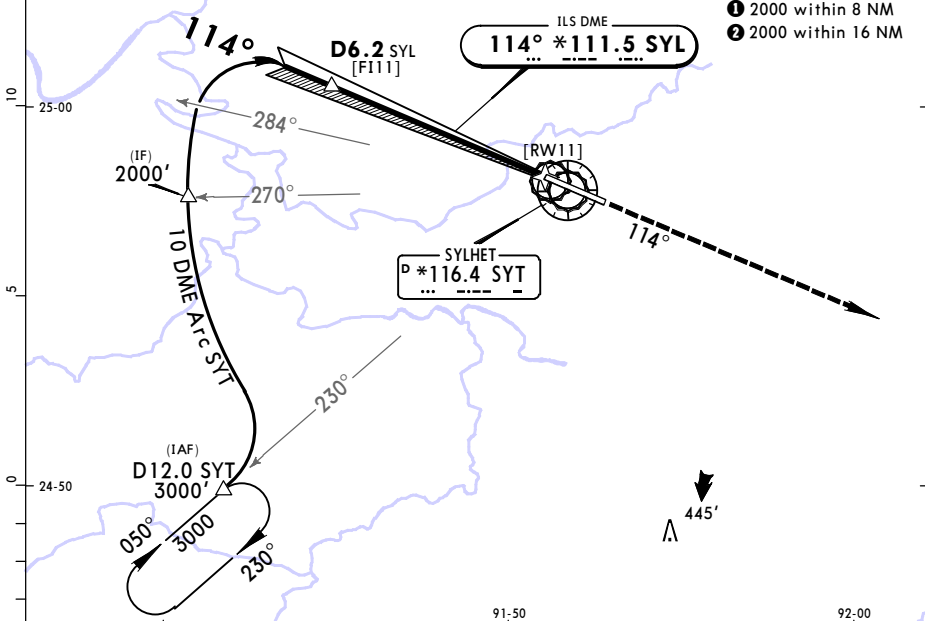 ❶ 2000 within 8 NM
❷ 2000 within 16 NM
ILS DME
114° *111.5 SYL
114°
D6.2 SYL
[FI11]
10
25-00
284°
[RW11]
(IF)
2000'
270°
114°
SYLHET
D *116.4 SYT
10 DME Arc SYT
5
230°
(IAF)
D12.0 SYT
3000'
0
24-50
445'
050°
3000
230°
91-50
92-00